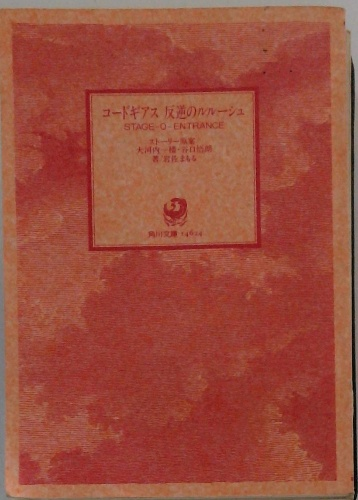 コードギアス 反逆のルルーシュ
STAGE-0-ENTRANCE
ストーリー原案
大河内一楼・谷口悟朗
著 岩佐まもる
角川文庫 14624